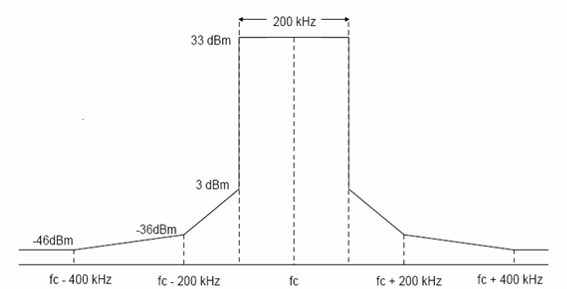 200 kHz
33 dBm
3 dBm
-36dBm
-46dBm
fc - 400 kHz
fc - 200 kHz
fc
fc + 200 kHz
fc + 400 kHz